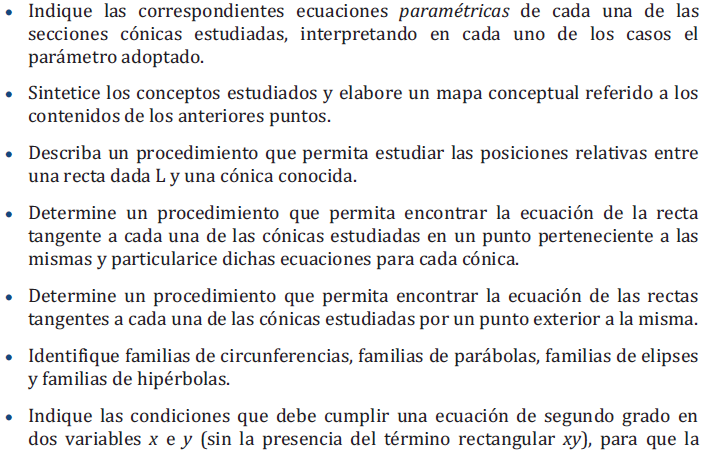 • Indique las correspondientes ecuaciones paramétricas de cada una de las
secciones cónicas estudiadas, interpretando en cada uno de los casos el
parámetro adoptado.
• Sintetice los conceptos estudiados y elabore un mapa conceptual referido a los
contenidos de los anteriores puntos.
• Describa un procedimiento que permita estudiar las posiciones relativas entre
una recta dada L y una cónica conocida.
• Determine un procedimiento que permita encontrar la ecuación de la recta
tangente a cada una de las cónicas estudiadas en un punto perteneciente a las
mismas y particularice dichas ecuaciones para cada cónica.
• Determine un procedimiento que permita encontrar la ecuación de las rectas
tangentes a cada una de las cónicas estudiadas por un punto exterior a la misma.
• Identifique familias de circunferencias, familias de parábolas, familias de elipses
y familias de hipérbolas.
• Indique las condiciones que debe cumplir una ecuación de segundo grado en
dos variables x e y (sin la presencia del término rectangular xy), para que la